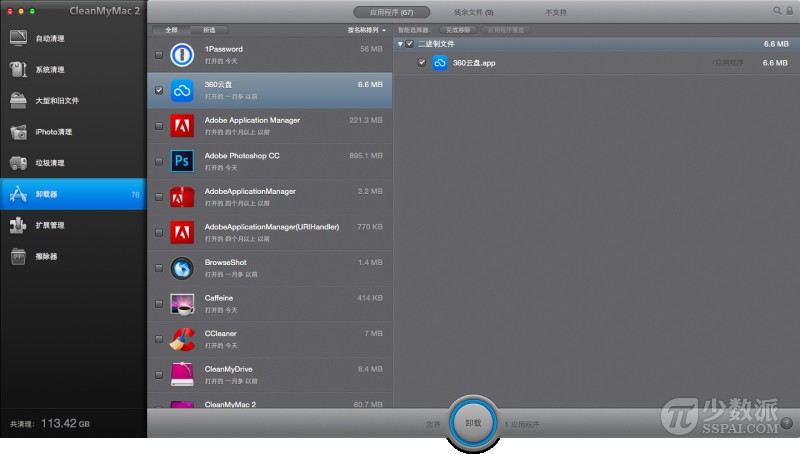 CleanMyMac 2
应用程序 (67)
残余文件 (9)
不支持
自动清理
系统清理
大型和旧文件
iPhoto清理
垃圾清理
卸载器
76
扩展管理
擦除器
共清理: 113.42 GB
全部
所选
按名称排列
1Password
56 MB
打开的 今天
360云盘
6.6 MB
打开的 一月多 以前
Adobe Application Manager
221.3 MB
打开的 四个月以上 以前
Adobe Photoshop CC
895.1 MB
打开的 今天
AdobeApplicationManager
2.2 MB
打开的 四个月以上 以前
AdobeApplicationManager(URIHandler)
770 KB
打开的 四个月以上 以前
BrowseShot
1.4 MB
打开的 一月多 以前
Caffeine
414 KB
打开的 今天
CCleaner
7 MB
打开的 今天
CleanMyDrive
8.4 MB
打开的 一月多 以前
CleanMyMac 2
60.7 MB
智能选择器:
完成移除
应用程序重置
二进制文件
6.6 MB
360云盘.app
/应用程序
6.6 MB
卸载
1 应用程序
少数派
SSPAI.COM